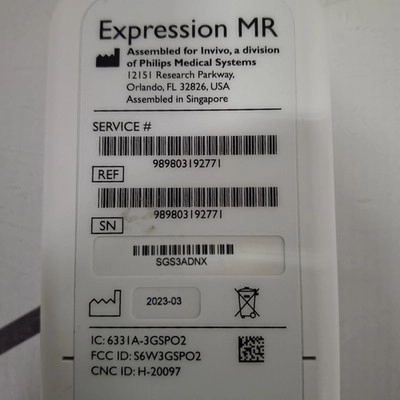 Expression MR
Assembled for Invivo, a division
of Philips Medical Systems
12151 Research Parkway,
Orlando, FL 32826, USA
Assembled in Singapore
SERVICE #
989803192771
REF
989803192771
SN
SGS3ADNX
2023-03
IC: 6331A-3GSPO2
FCC ID: S6W3GSPO2
CNC ID: H-20097